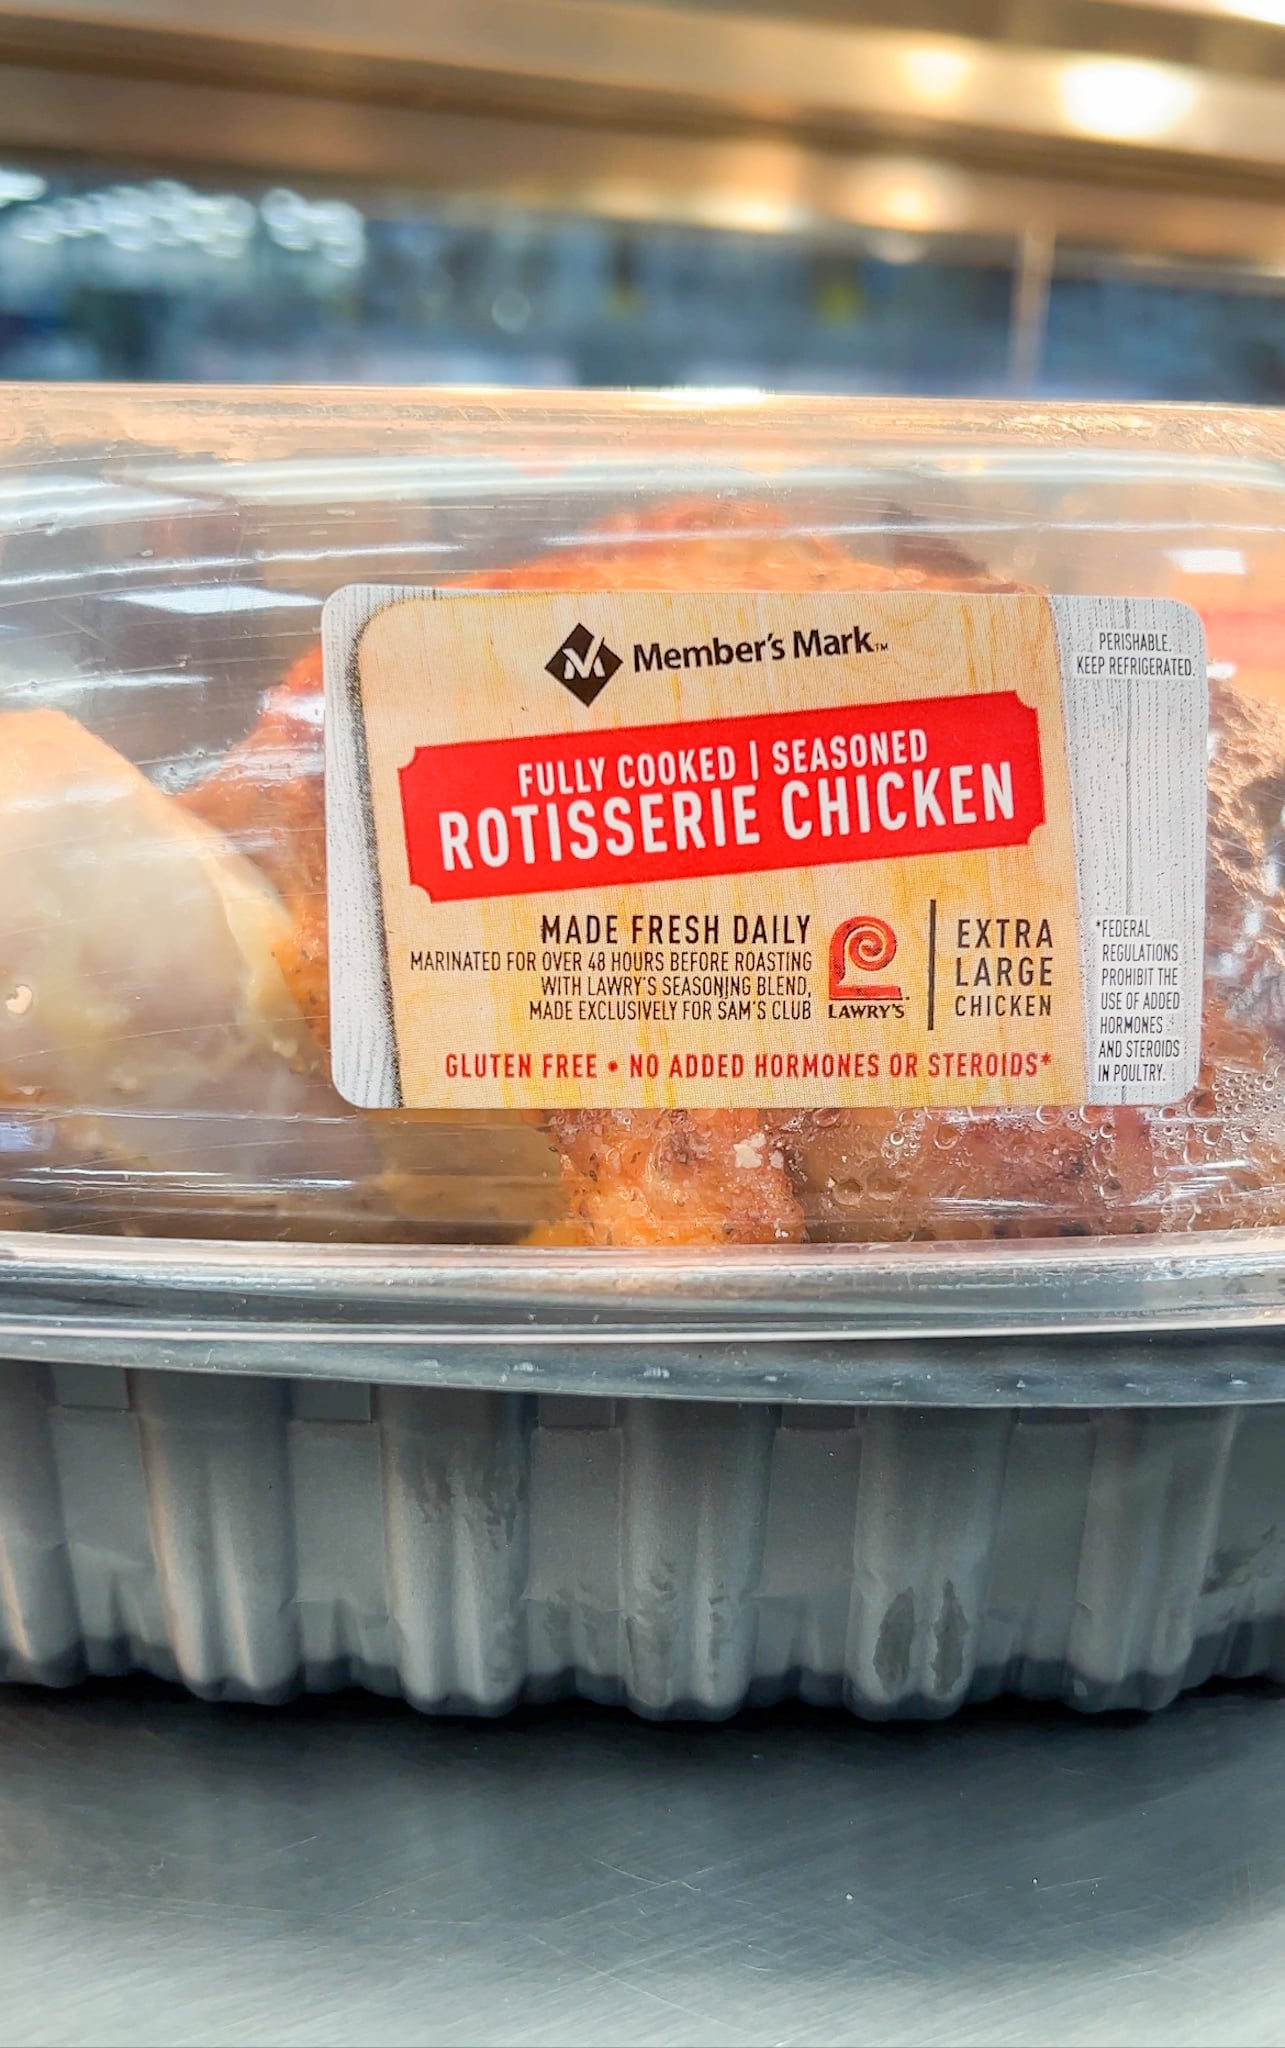 Member's Mark™
PERISHABLE.
KEEP REFRIGERATED.
FULLY COOKED | SEASONED
ROTISSERIE CHICKEN
MADE FRESH DAILY
MARINATED FOR OVER 48 HOURS BEFORE ROASTING
WITH LAWRY'S SEASONING BLEND,
MADE EXCLUSIVELY FOR SAM'S CLUB
LAWRY'S
EXTRA
LARGE
CHICKEN
GLUTEN FREE • NO ADDED HORMONES OR STEROIDS*
*FEDERAL
REGULATIONS
PROHIBIT THE
USE OF ADDED
HORMONES
AND STEROIDS
IN POULTRY.